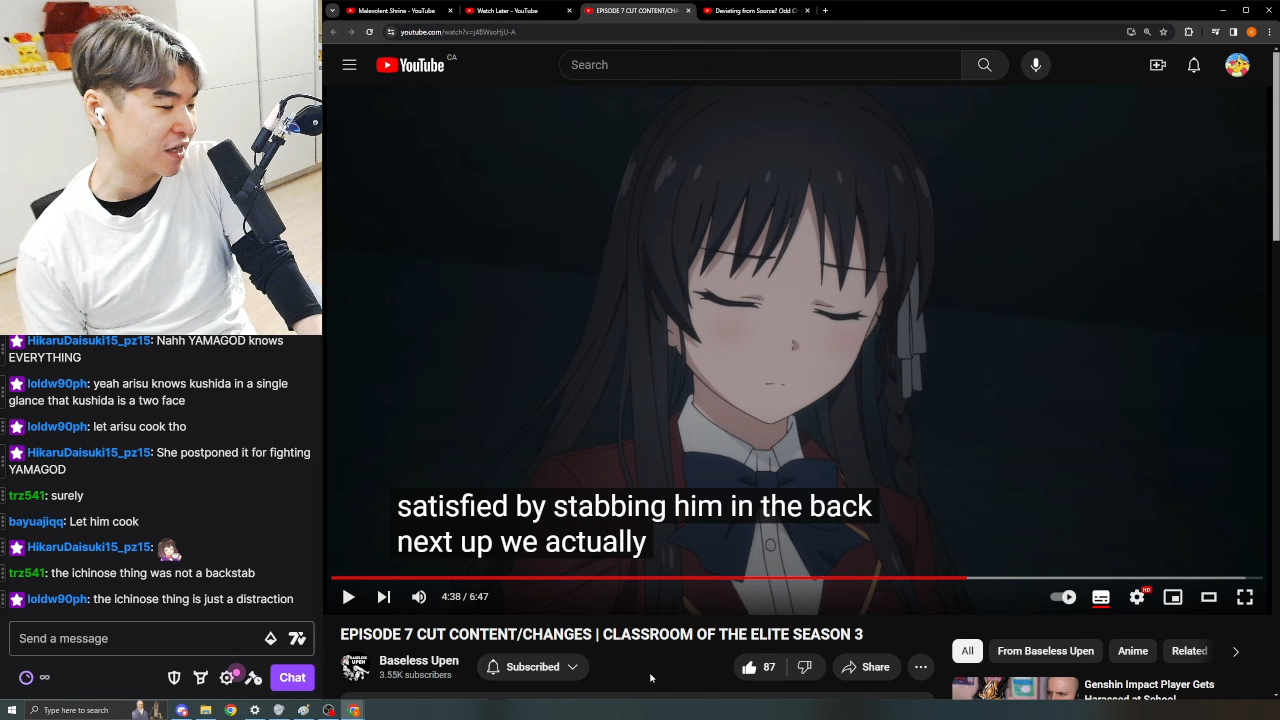 Malevolent Shrine - YouTube
Watch Later - YouTube
EPISODE 7 CUT CONTENT/CHA
Deviating from Source? Odd C
youtube.com/watch?v=j4BWsoHjU-A
YouTube CA
Search
HikaruDaisuki15_pz15: Nahh YAMAGOD knows
EVERYTHING
loldw90ph: yeah arisu knows kushida in a single
glance that kushida is a two face
loldw90ph: let arisu cook tho
HikaruDaisuki15_pz15: She postponed it for fighting
YAMAGOD
trz541: surely
bayuajiqq: Let him cook
HikaruDaisuki15_pz15:
trz541: the ichinose thing was not a backstab
loldw90ph: the ichinose thing is just a distraction
Send a message
Chat
satisfied by stabbing him in the back
next up we actually
4:38 / 6:47
HD
EPISODE 7 CUT CONTENT/CHANGES | CLASSROOM OF THE ELITE SEASON 3
BASELESS
UPEN
Baseless Upen
3.55K subscribers
Subscribed
87
Share
All
From Baseless Upen
Anime
Related
Genshin Impact Player Gets
Harassed at School
Type here to search